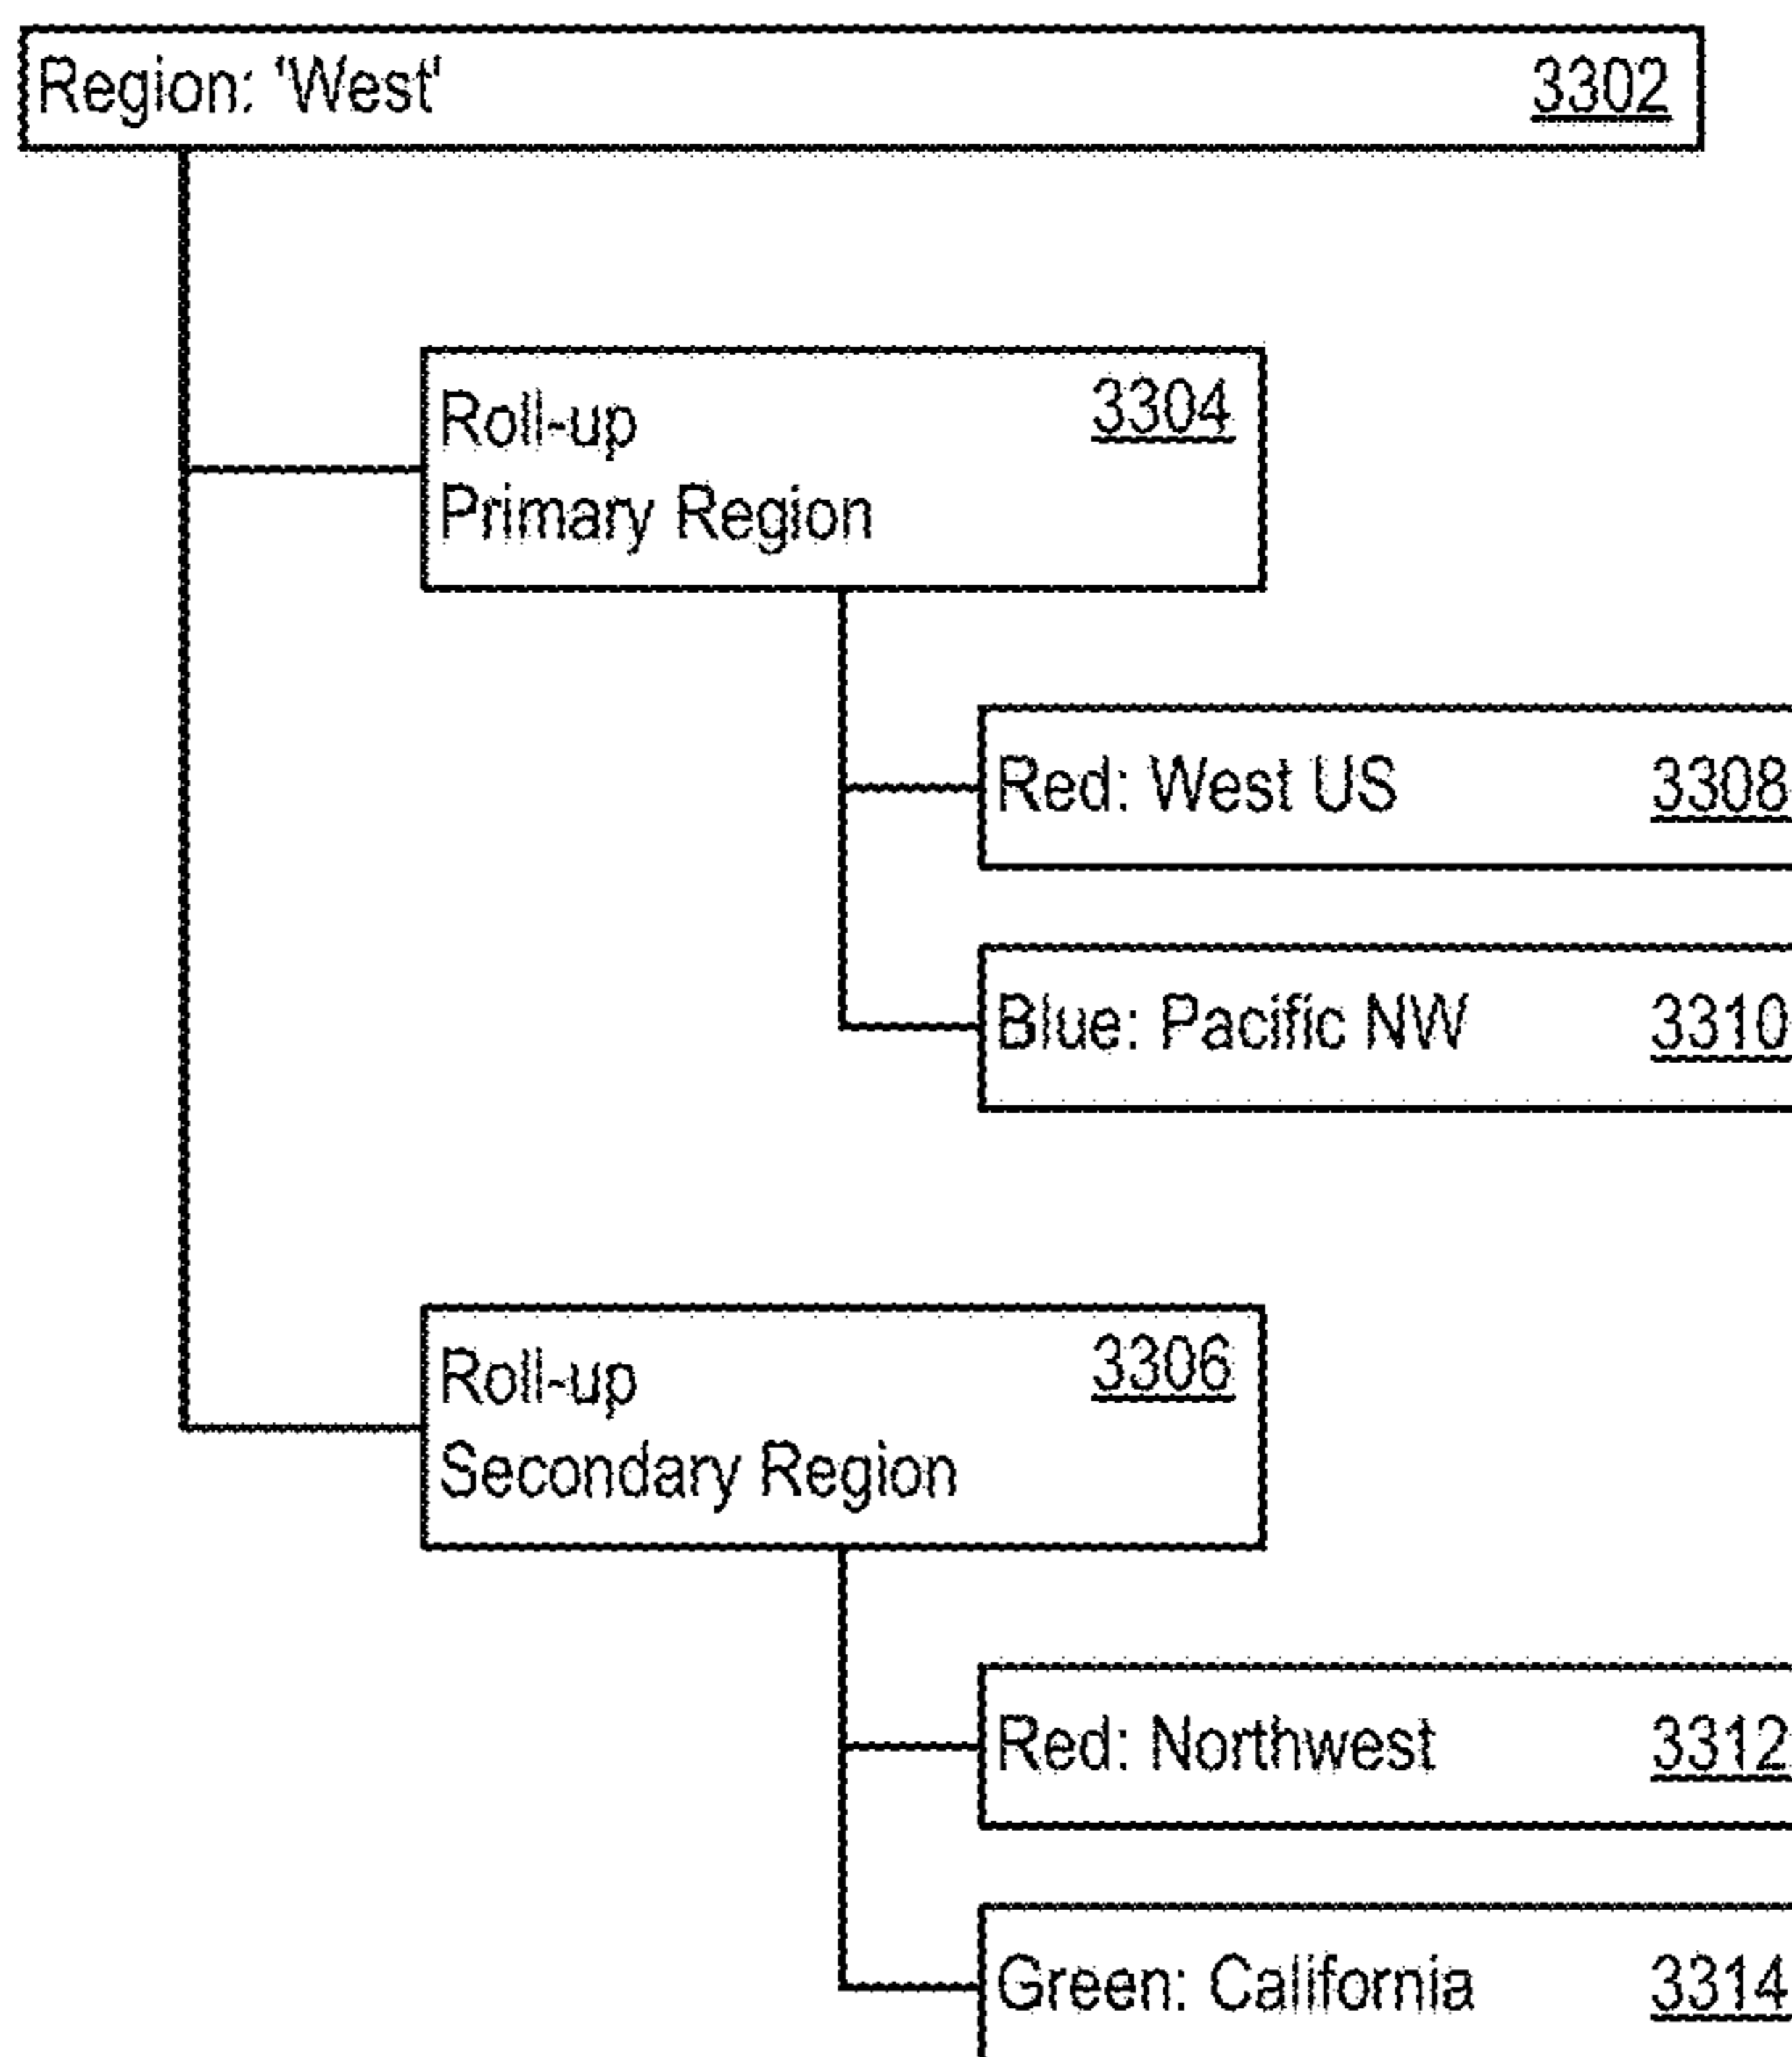 Region: 'West' 3302
Roll-up 3304
Primary Region
Red: West US 3308
Blue: Pacific NW 3310
Roll-up 3306
Secondary Region
Red: Northwest 3312
Green: California 3314